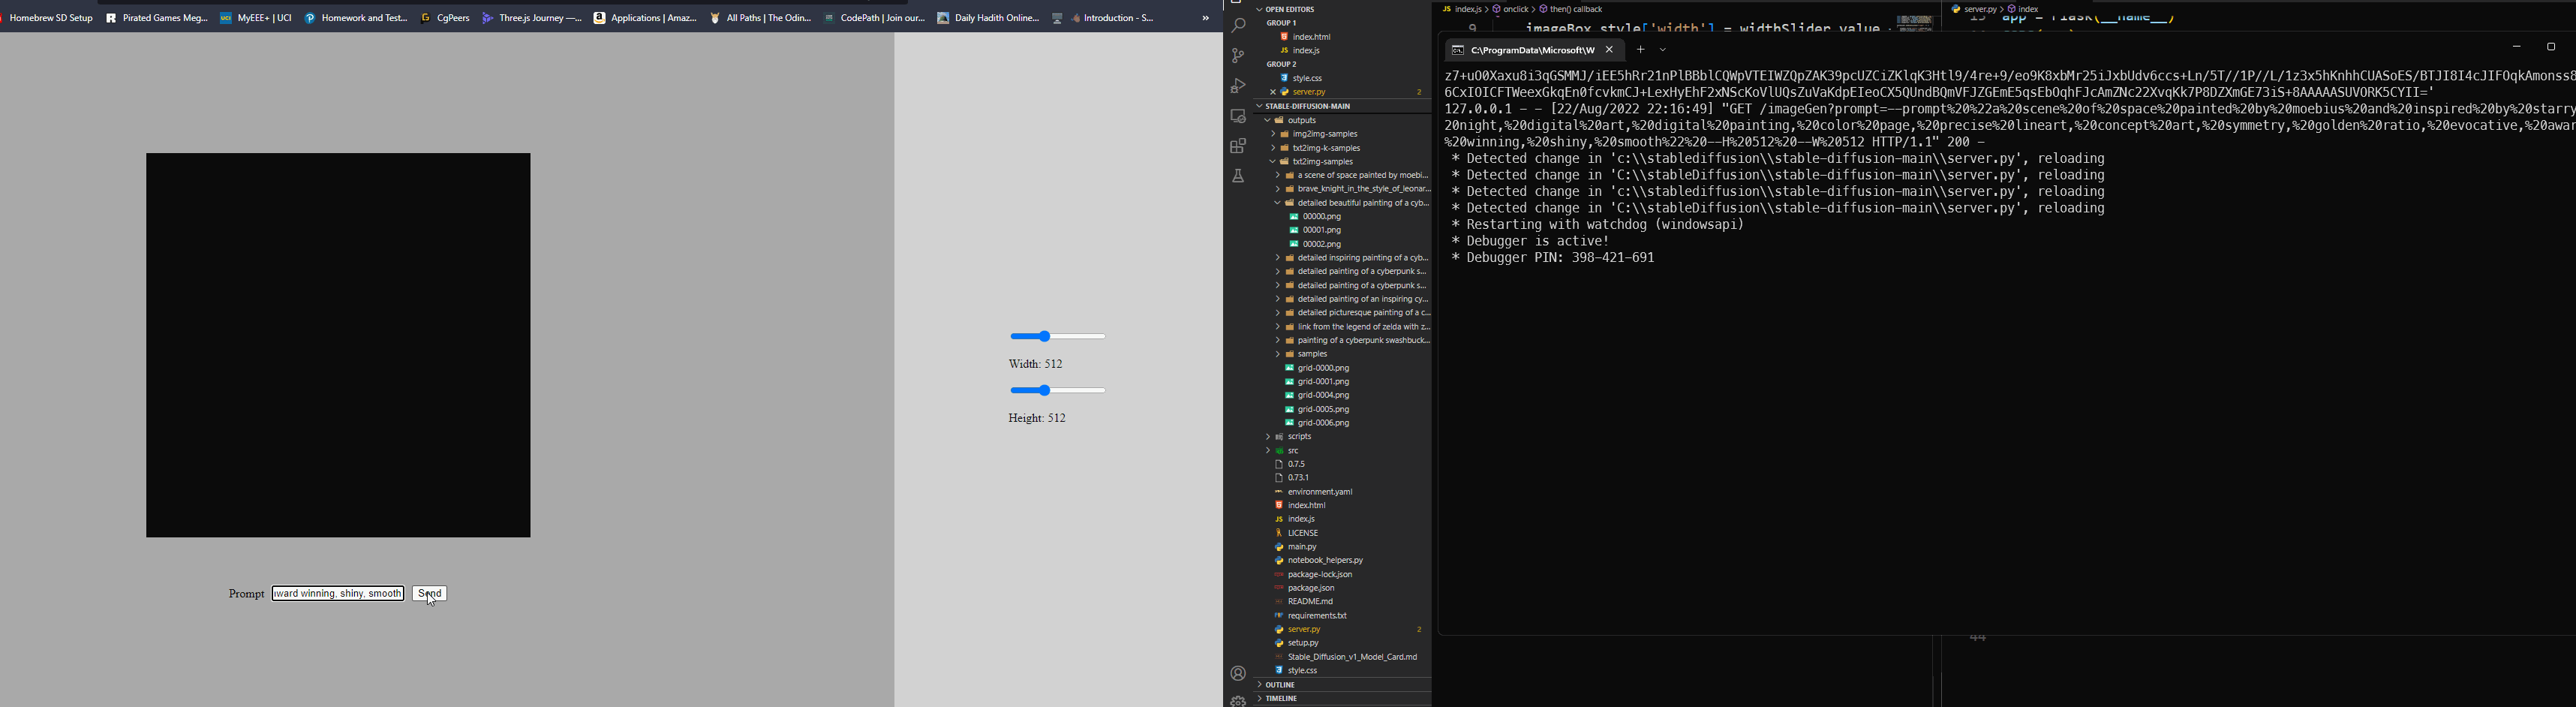 Homebrew SD Setup
Pirated Games Meg...
MyEEE+ | UCI
Homework and Test...
CgPeers
Three.js Journey —...
Applications | Amaz...
All Paths | The Odin...
CodePath | Join our...
Daily Hadith Online...
Introduction - S...
»
Width: 512
Height: 512
Prompt
ward winning, shiny, smooth
Send
OPEN EDITORS
GROUP 1
index.html
index.js
GROUP 2
style.css
server.py 2
STABLE-DIFFUSION-MAIN
outputs
img2img-samples
txt2img-k-samples
txt2img-samples
a scene of space painted by moebi...
brave_knight_in_the_style_of_leonar...
detailed beautiful painting of a cyb...
00000.png
00001.png
00002.png
detailed inspiring painting of a cyb...
detailed painting of a cyberpunk s...
detailed painting of a cyberpunk s...
detailed painting of an inspiring cy...
detailed picturesque painting of a c...
link from the legend of zelda with z...
painting of a cyberpunk swashbuck...
samples
grid-0000.png
grid-0001.png
grid-0004.png
grid-0005.png
grid-0006.png
scripts
src
0.7.5
0.73.1
environment.yaml
index.html
index.js
LICENSE
main.py
notebook_helpers.py
package-lock.json
package.json
README.md
requirements.txt
server.py 2
setup.py
Stable_Diffusion_v1_Model_Card.md
style.css
OUTLINE
TIMELINE
index.js > onclick > then() callback
9 imageBox.style['width'] = widthSlider.value
server.py > index
app = Flask(__name__)
C:\ProgramData\Microsoft\W
127.0.0.1 - - [22/Aug/2022 22:16:49] "GET /imageGen?prompt=--prompt%20%22a%20scene%20of%20space%20painted%20by%20moebius%20and%20inspired%20by%20starry
20night,%20digital%20art,%20digital%20painting,%20color%20page,%20precise%20lineart,%20concept%20art,%20symmetry,%20golden%20ratio,%20evocative,%20awar
%20winning,%20shiny,%20smooth%22%20--H%20512%20--W%20512 HTTP/1.1" 200 -
* Detected change in 'c:\\stablediffusion\\stable-diffusion-main\\server.py', reloading
* Detected change in 'C:\\stableDiffusion\\stable-diffusion-main\\server.py', reloading
* Detected change in 'c:\\stablediffusion\\stable-diffusion-main\\server.py', reloading
* Detected change in 'C:\\stableDiffusion\\stable-diffusion-main\\server.py', reloading
* Restarting with watchdog (windowsapi)
* Debugger is active!
* Debugger PIN: 398-421-691
44